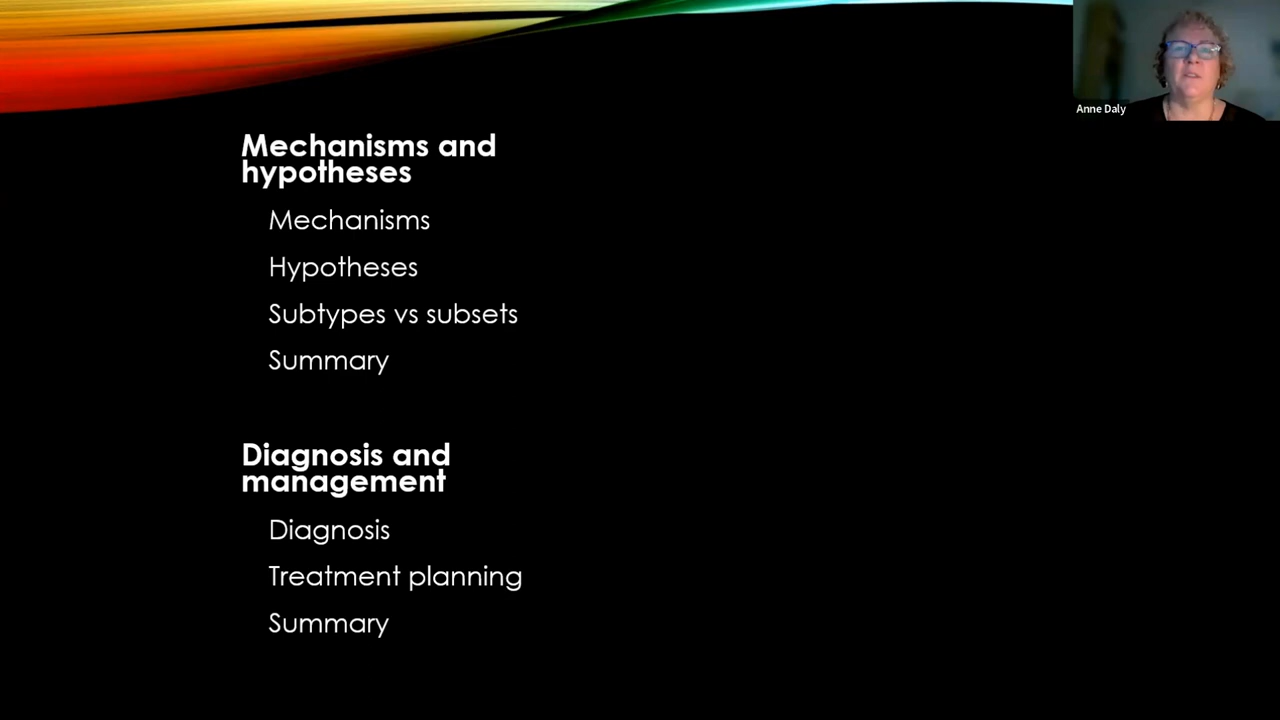 Anne Daly
Mechanisms and
hypotheses
Mechanisms
Hypotheses
Subtypes vs subsets
Summary
Diagnosis and
management
Diagnosis
Treatment planning
Summary